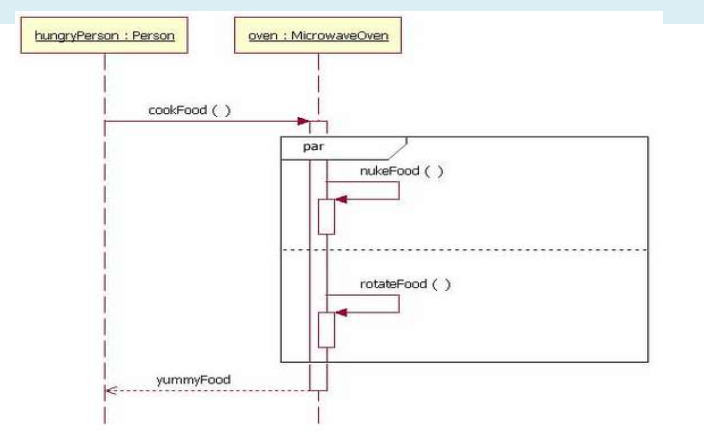 hungryPerson : Person
oven : MicrowaveOven
cookFood ( )
par
nukeFood ( )
rotateFood ( )
yummyFood